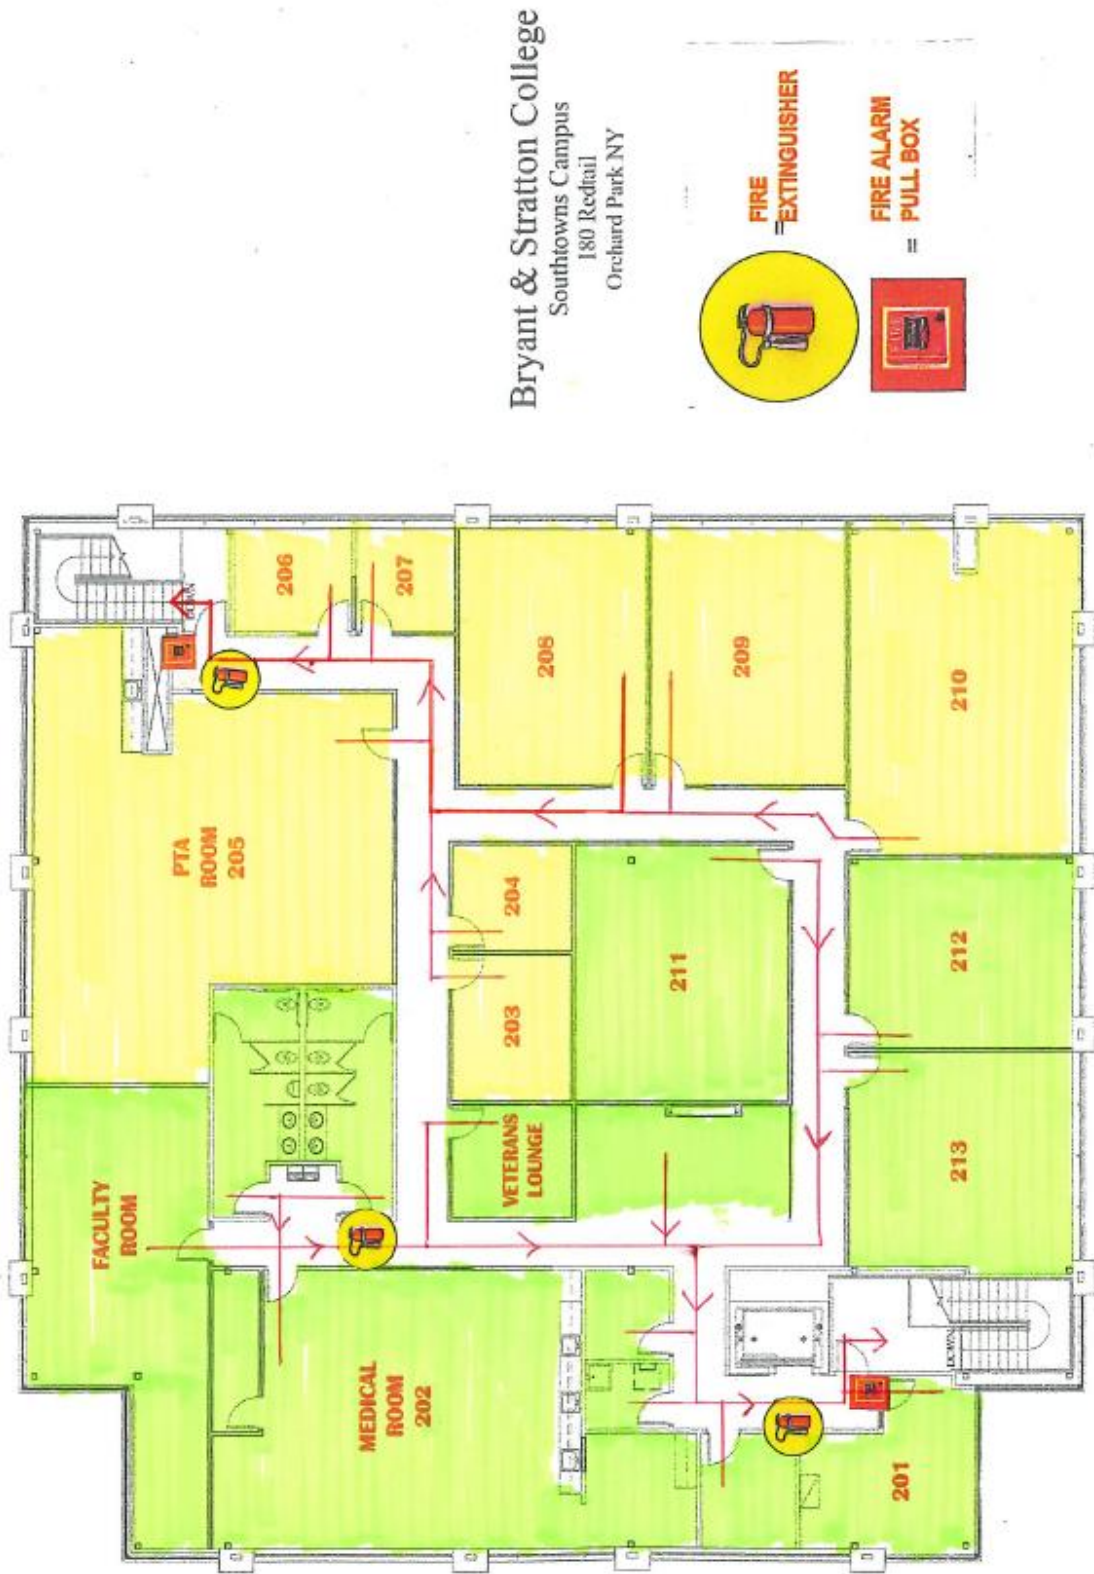 Bryant & Stratton College
Southtowns Campus
180 Redtail
Orchard Park NY
= FIRE
EXTINGUISHER
= FIRE ALARM
PULL BOX
FACULTY
ROOM
PTA
ROOM
205
DOWN
206
207
MEDICAL
ROOM
202
VETERANS
LOUNGE
203
204
208
211
209
201
DOWN
213
212
210